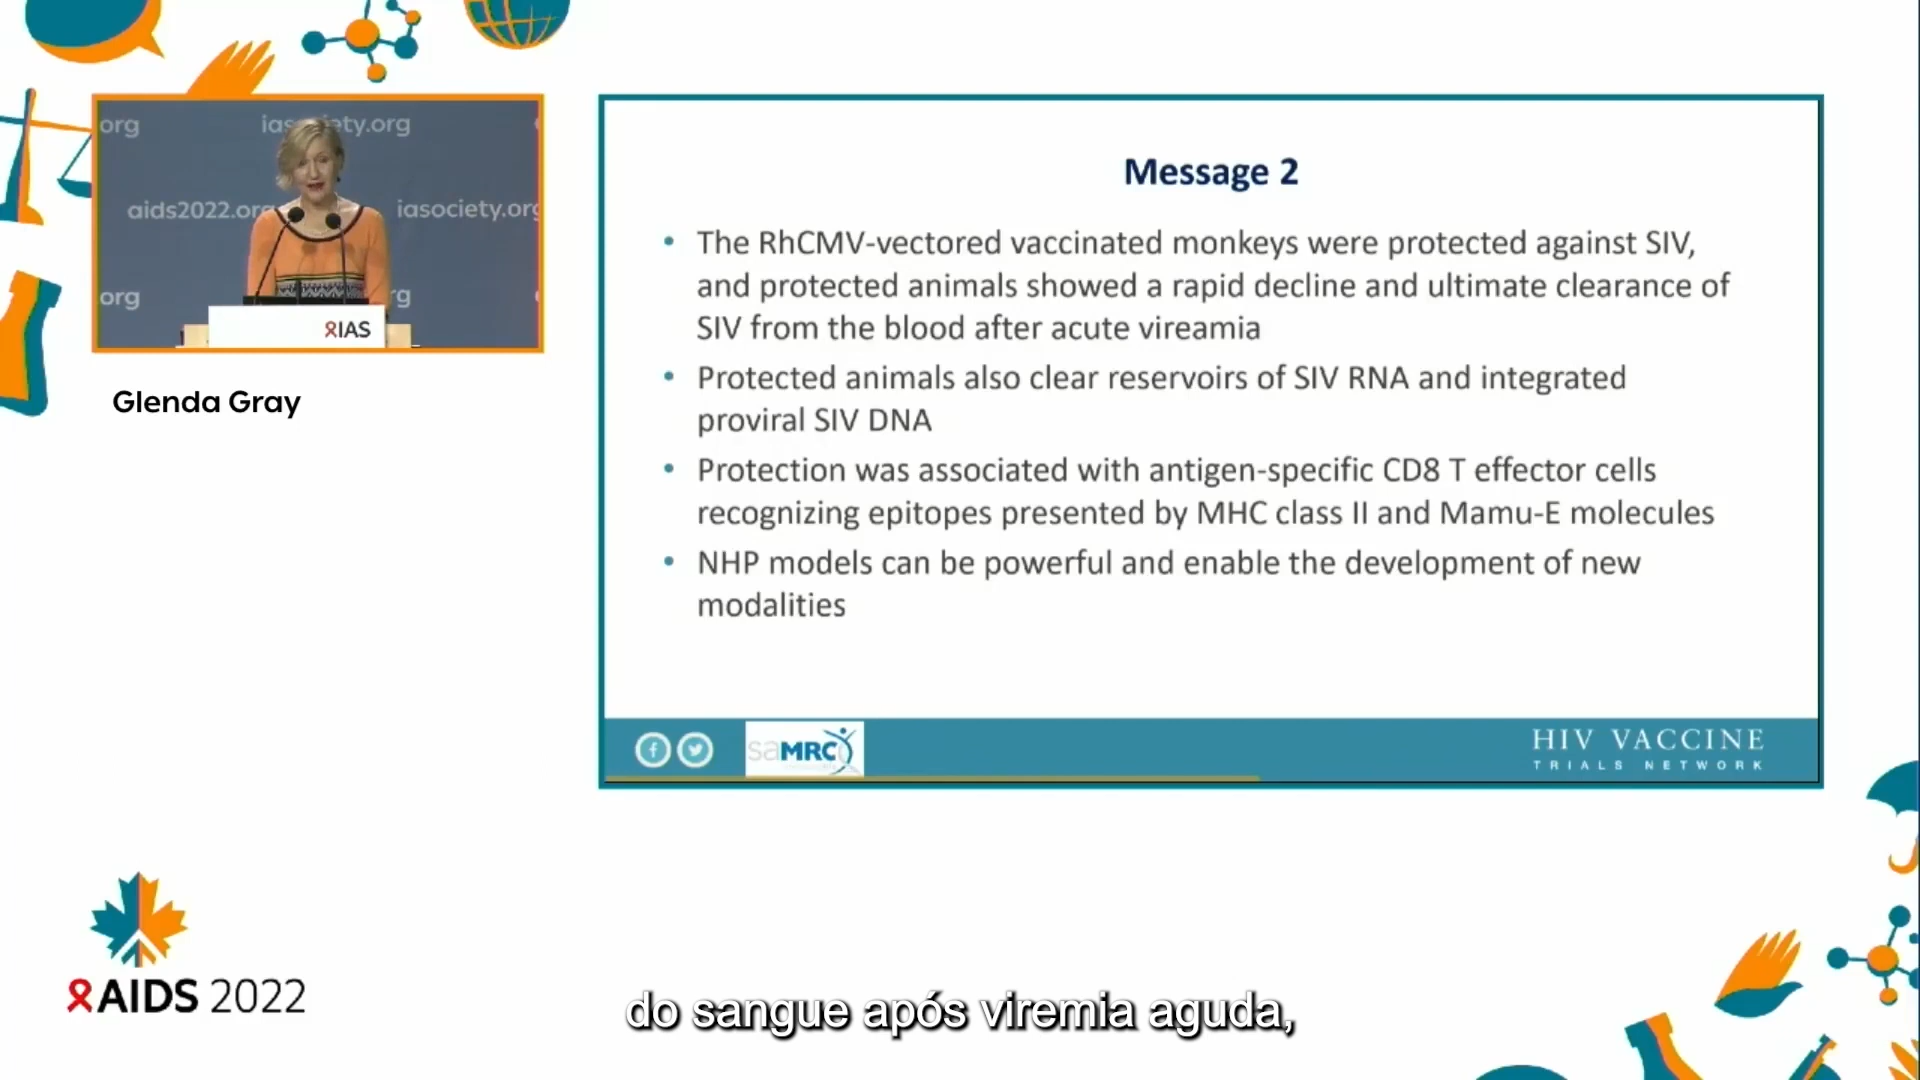 org
iasociety.org
aids2022.org
iasociety.org
org
rg
IAS
Glenda Gray
Message 2
• The RhCMV-vectored vaccinated monkeys were protected against SIV,
and protected animals showed a rapid decline and ultimate clearance of
SIV from the blood after acute vireamia
• Protected animals also clear reservoirs of SIV RNA and integrated
proviral SIV DNA
• Protection was associated with antigen-specific CD8 T effector cells
recognizing epitopes presented by MHC class II and Mamu-E molecules
• NHP models can be powerful and enable the development of new
modalities
saMRC
HIV VACCINE
TRIALS NETWORK
AIDS 2022
do sangue após viremia aguda,